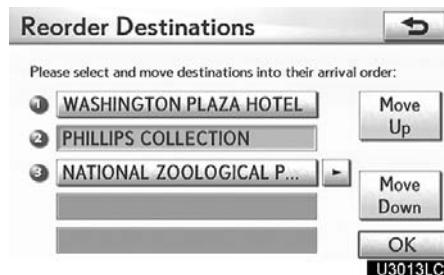 Reorder Destinations
Please select and move destinations into their arrival order:
1 WASHINGTON PLAZA HOTEL
Move Up
2 PHILLIPS COLLECTION
3 NATIONAL ZOOLOGICAL P...
Move Down
OK
U3013LC